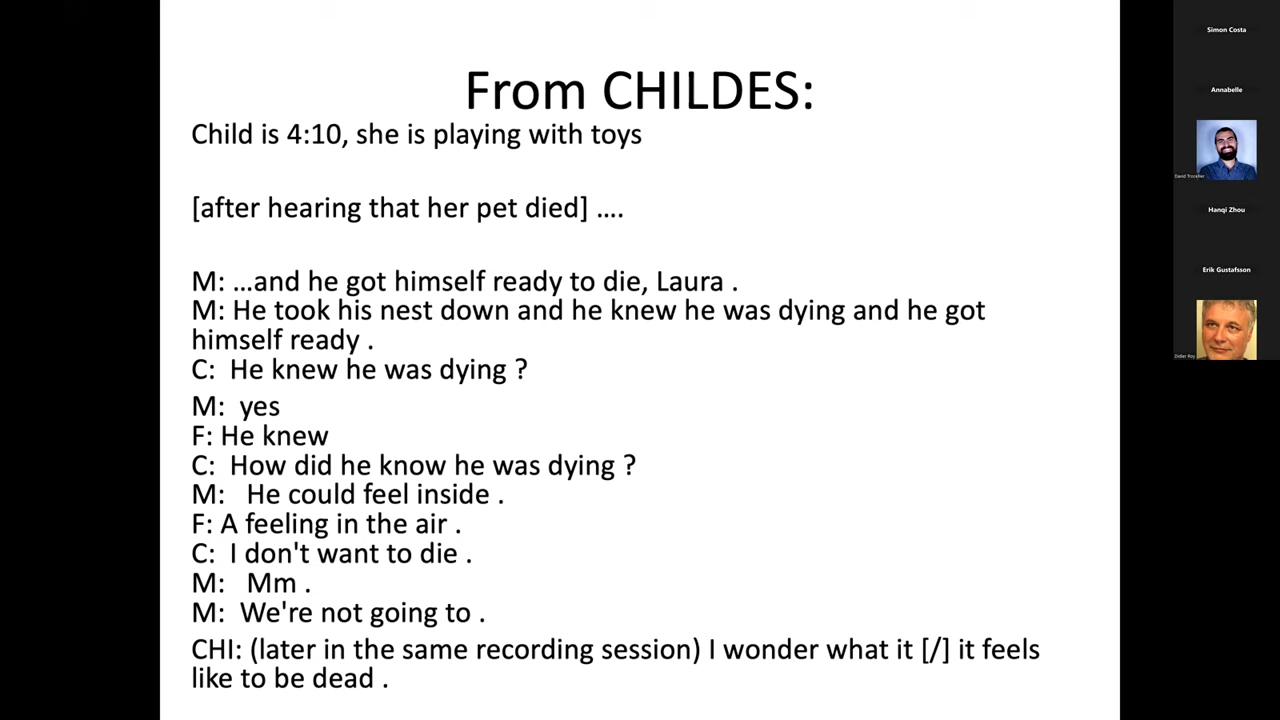 From CHILDES:
Child is 4:10, she is playing with toys
[after hearing that her pet died] ....
M: ...and he got himself ready to die, Laura .
M: He took his nest down and he knew he was dying and he got
himself ready .
C: He knew he was dying ?
M: yes
F: He knew
C: How did he know he was dying ?
M: He could feel inside .
F: A feeling in the air .
C: I don't want to die .
M: Mm .
M: We're not going to .
CHI: (later in the same recording session) I wonder what it [/] it feels
like to be dead .
Simon Costa
Annabelle
David Trocellier
Hanqi Zhou
Erik Gustafsson
Didier Roy